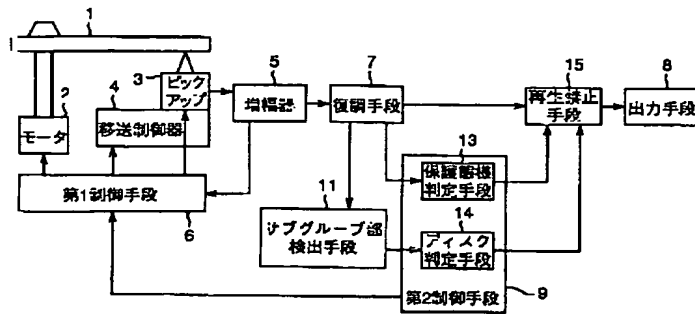 1
2
モータ
3
ピック
アップ
4
移送制御器
5
増幅器
7
復調手段
15
再生禁止
手段
8
出力手段
第1制御手段
6
11
サブグループ部
検出手段
13
保護態様
判定手段
14
ディスク
判定手段
第2制御手段
9